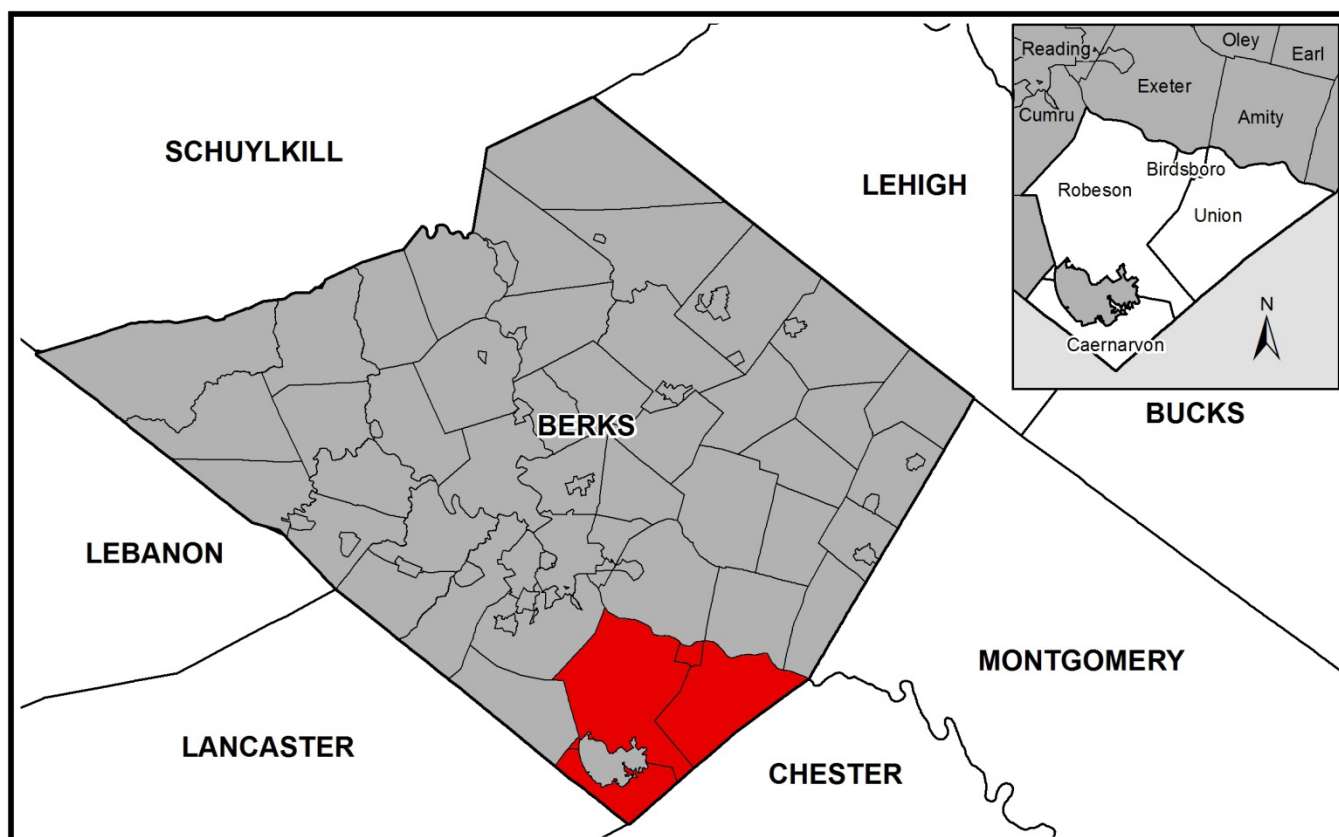 SCHUYLKILL
LEHIGH
BERKS
BUCKS
LEBANON
MONTGOMERY
LANCASTER
CHESTER
Reading
Oley
Earl
Exeter
Cumru
Amity
Birdsboro
Robeson
Union
N
Caernarvon